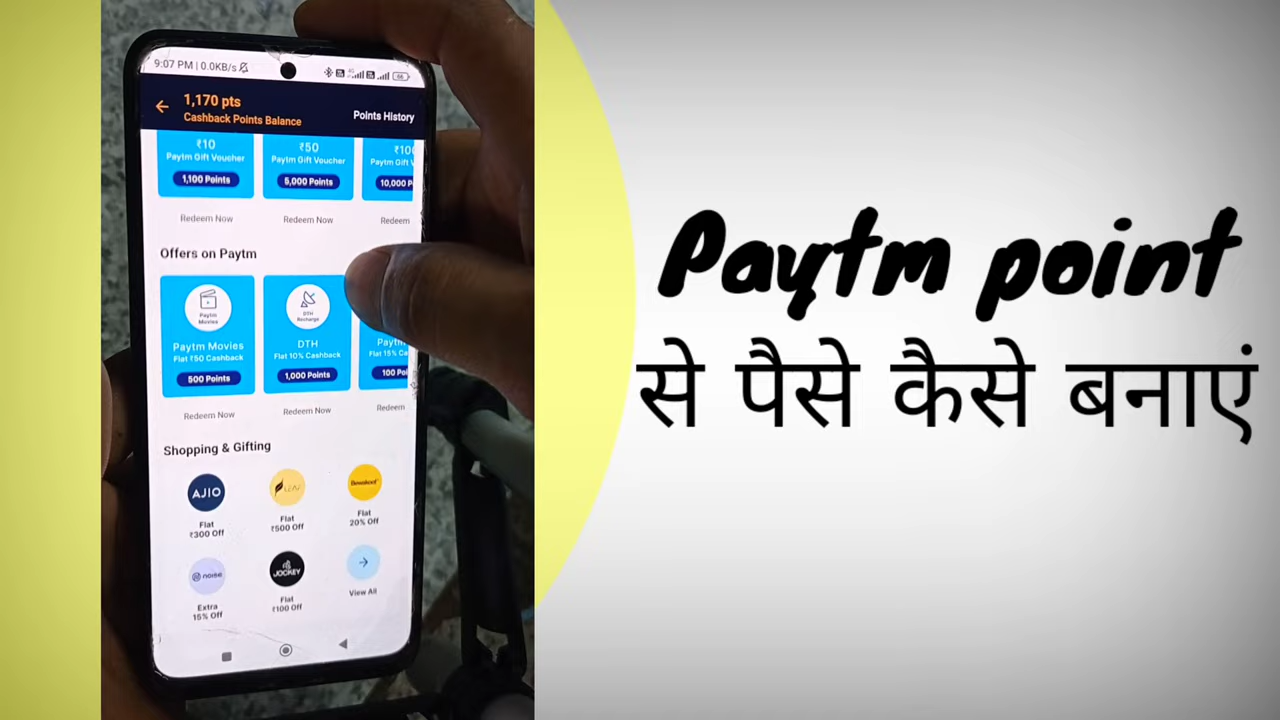 9:07 PM | 0.0KB/s
66
1,170 pts
Cashback Points Balance
Points History
₹10
Paytm Gift Voucher
1,100 Points
Redeem Now
₹50
Paytm Gift Voucher
5,000 Points
Redeem Now
₹100
Paytm Gift V
10,000 P
Redeem
Offers on Paytm
Paytm
Movies
Paytm Movies
Flat ₹50 Cashback
500 Points
Redeem Now
DTH
Recharge
DTH
Flat 10% Cashback
1,000 Points
Redeem Now
Paytm
Flat 15% Ca
100 Poi
Redeem
Shopping & Gifting
AJIO
Flat
₹300 Off
Flat
₹500 Off
Flat
20% Off
noise
Extra
15% Off
JOCKEY
Flat
₹100 Off
View All
Paytm point
से पैसे कैसे बनाएं